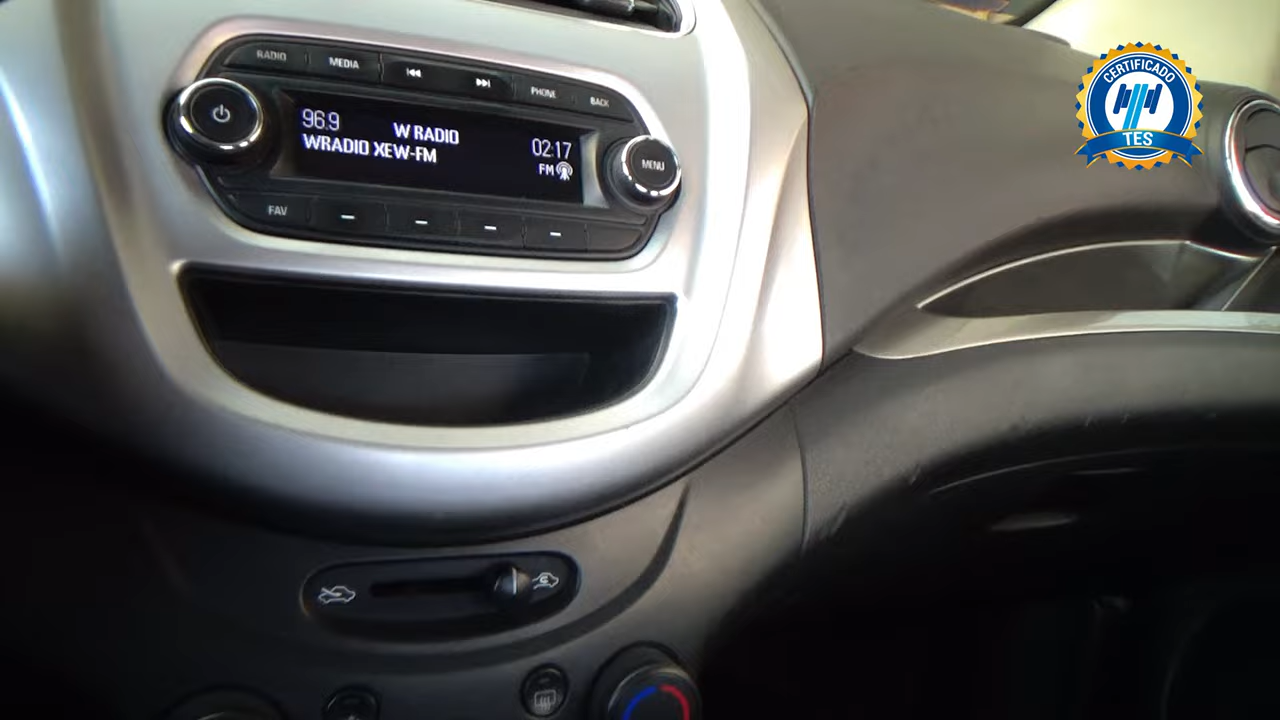 RADIO
MEDIA
PHONE
BACK
96.9
W RADIO
02:17
WRADIO XEW-FM
FM
MENU
FAV
CERTIFICADO
TES